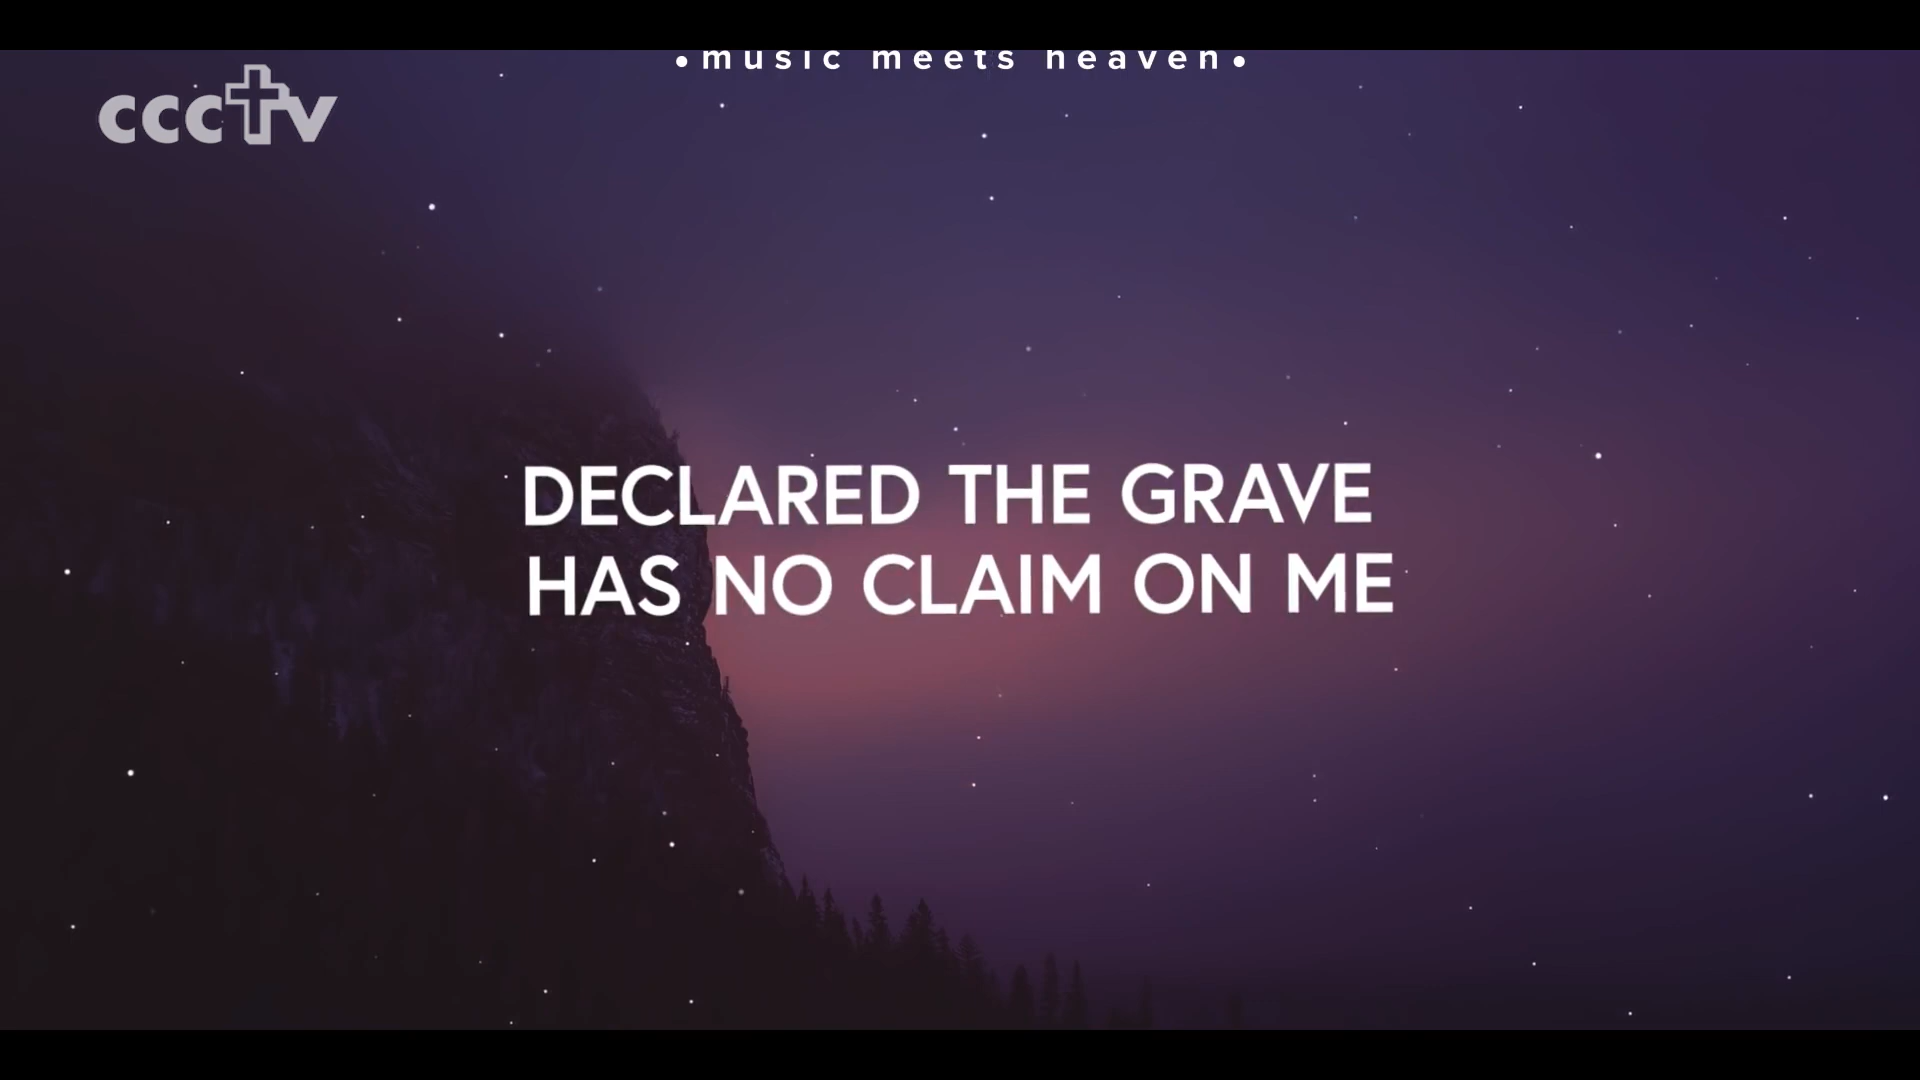 •music meets heaven•
ccctv
DECLARED THE GRAVE
HAS NO CLAIM ON ME